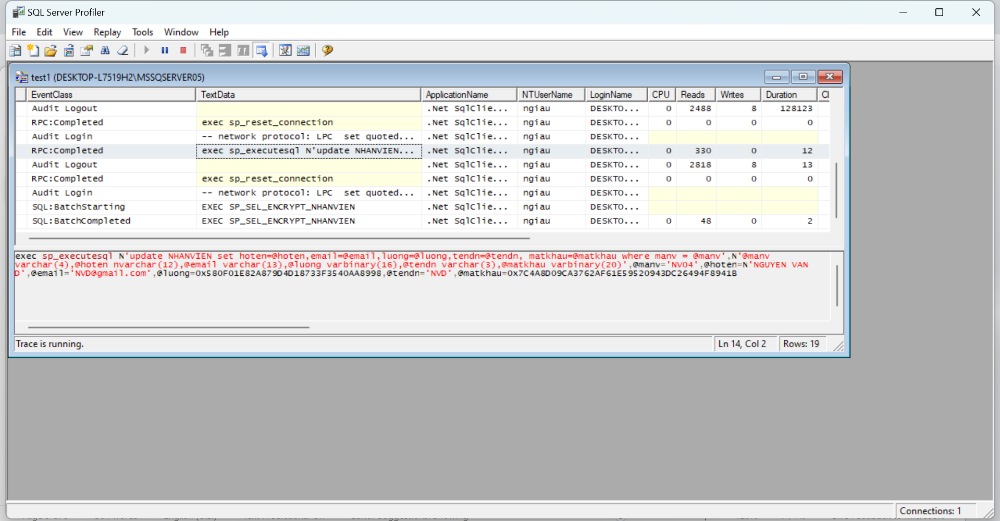 SQL Server Profiler
File Edit View Replay Tools Window Help
test1 (DESKTOP-L7519H2\MSSQSERVER05)
EventClass TextData ApplicationName NTUserName LoginName CPU Reads Writes Duration Cl
Audit Logout .Net SqlClie... ngiau DESKTO... 0 2488 8 128123
RPC:Completed exec sp_reset_connection .Net SqlClie... ngiau DESKTO... 0 0 0 0
Audit Login -- network protocol: LPC set quoted... .Net SqlClie... ngiau DESKTO...
RPC:Completed exec sp_executesql N'update NHANVIEN... .Net SqlClie... ngiau DESKTO... 0 330 0 12
Audit Logout .Net SqlClie... ngiau DESKTO... 0 2818 8 13
RPC:Completed exec sp_reset_connection .Net SqlClie... ngiau DESKTO... 0 0 0 0
Audit Login -- network protocol: LPC set quoted... .Net SqlClie... ngiau DESKTO...
SQL:BatchStarting EXEC SP_SEL_ENCRYPT_NHANVIEN .Net SqlClie... ngiau DESKTO...
SQL:BatchCompleted EXEC SP_SEL_ENCRYPT_NHANVIEN .Net SqlClie... ngiau DESKTO... 0 48 0 2
exec sp_executesql N'update NHANVIEN set hoten=@hoten,email=@email,luong=@luong,tendn=@tendn, matkhau=@matkhau where manv = @manv',N'@manv
varchar(4),@hoten nvarchar(12),@email varchar(13),@luong varbinary(16),@tendn varchar(3),@matkhau varbinary(20)',@manv='NV04',@hoten=N'NGUYEN VAN
D',@email='NVD@gmail.com',@luong=0x580F01E82A879D4D18733F3540AA8998,@tendn='NVD',@matkhau=0x7C4A8D09CA3762AF61E59520943DC26494F8941B
Trace is running. Ln 14, Col 2 Rows: 19
Connections: 1